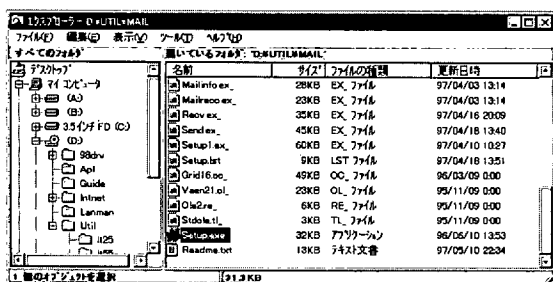 エクスプローラー D:¥UTIL¥MAIL
ファイル(F) 編集(E) 表示(V) ツール(T) ヘルプ(H)
すべてのフォルダ
開いているフォルダ: 'D:¥UTIL¥MAIL'
デスクトップ
マイ コンピュータ
(A:)
(B:)
3.5インチ FD (C:)
(D:)
98drv
Apl
Guide
Intnet
Lanman
Util
It25
名前 サイズ ファイルの種類 更新日時
Mailinfo.ex_ 28KB EX_ ファイル 97/04/03 13:14
Mailreco.ex_ 23KB EX_ ファイル 97/04/03 13:14
Recv.ex_ 35KB EX_ ファイル 97/04/16 20:09
Send.ex_ 45KB EX_ ファイル 97/04/18 13:40
Setup1.ex_ 60KB EX_ ファイル 97/04/10 10:27
Setup.lst 9KB LST ファイル 97/04/18 13:51
Grid16.oc_ 49KB OC_ ファイル 96/03/09 0:00
Vaen21.ol_ 23KB OL_ ファイル 95/11/09 0:00
Ole2.re_ 6KB RE_ ファイル 95/11/09 0:00
Stdole.tl_ 3KB TL_ ファイル 95/11/09 0:00
Setup.exe 32KB アプリケーション 96/06/10 13:53
Readme.txt 13KB テキスト文書 97/05/10 22:34
1 個のオブジェクトを選択 31.3 KB